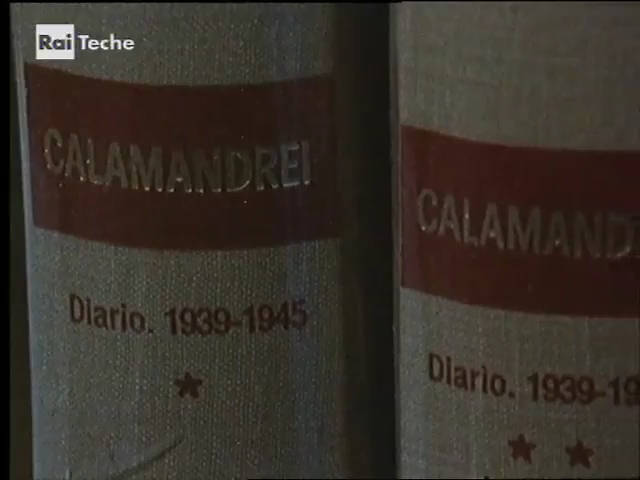 Rai Teche
CALAMANDREI
Diario. 1939-1945
★
CALAMAND
Diario. 1939-19
★ ★